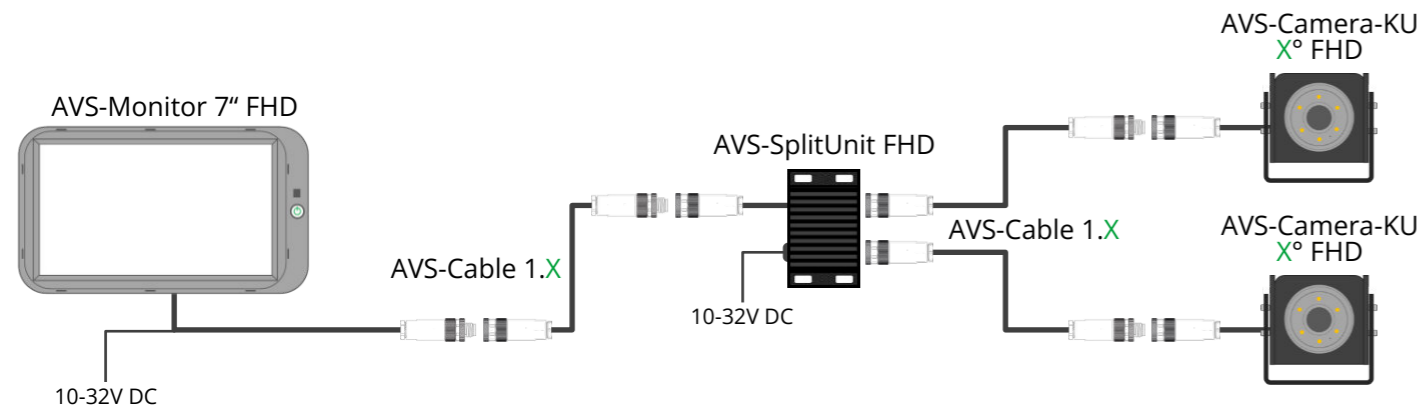 AVS-Camera-KU
X° FHD
AVS-Monitor 7“ FHD
AVS-SplitUnit FHD
AVS-Cable 1.X
AVS-Cable 1.X
AVS-Camera-KU
X° FHD
10-32V DC
10-32V DC